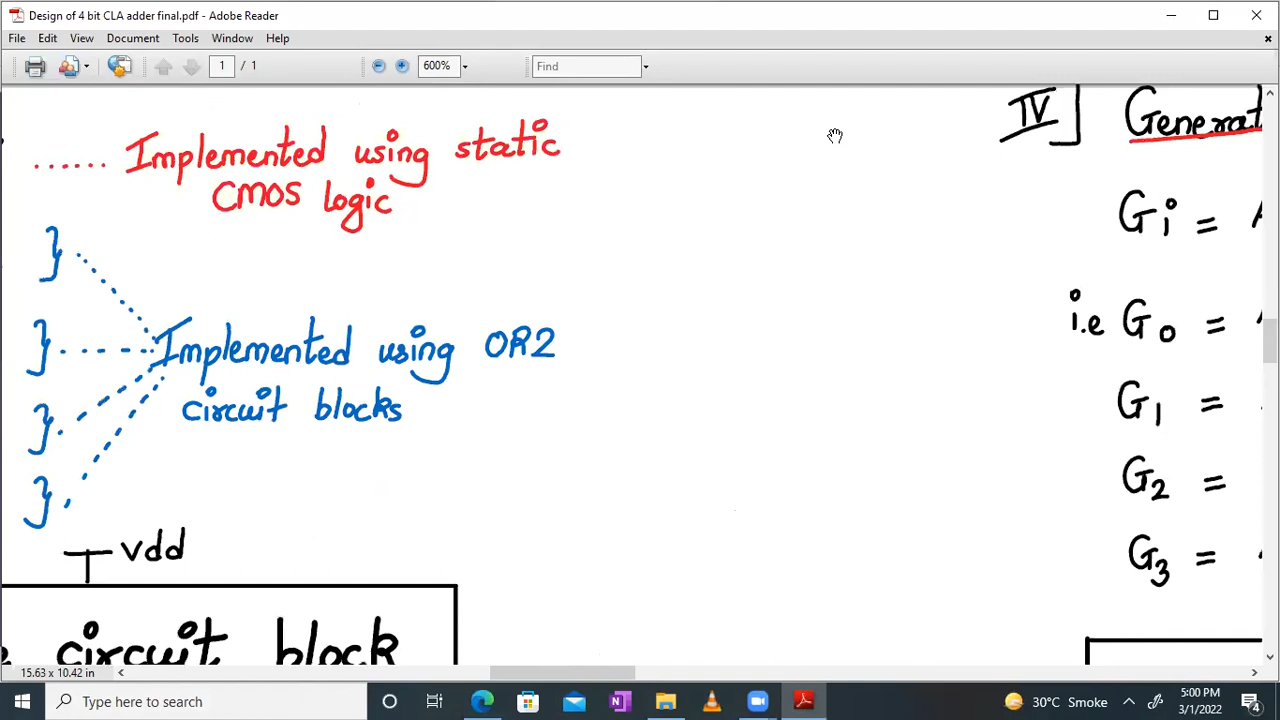 Design of 4 bit CLA adder final.pdf - Adobe Reader
File Edit View Document Tools Window Help
1 / 1 600% Find
...... Implemented using static
CMOS logic
Implemented using OR2
circuit blocks
vdd
circuit block
IV] Generat
Gi =
i.e G0 =
G1 =
G2 =
G3 =
15.63 x 10.42 in
Type here to search
30°C Smoke
5:00 PM
3/1/2022
4